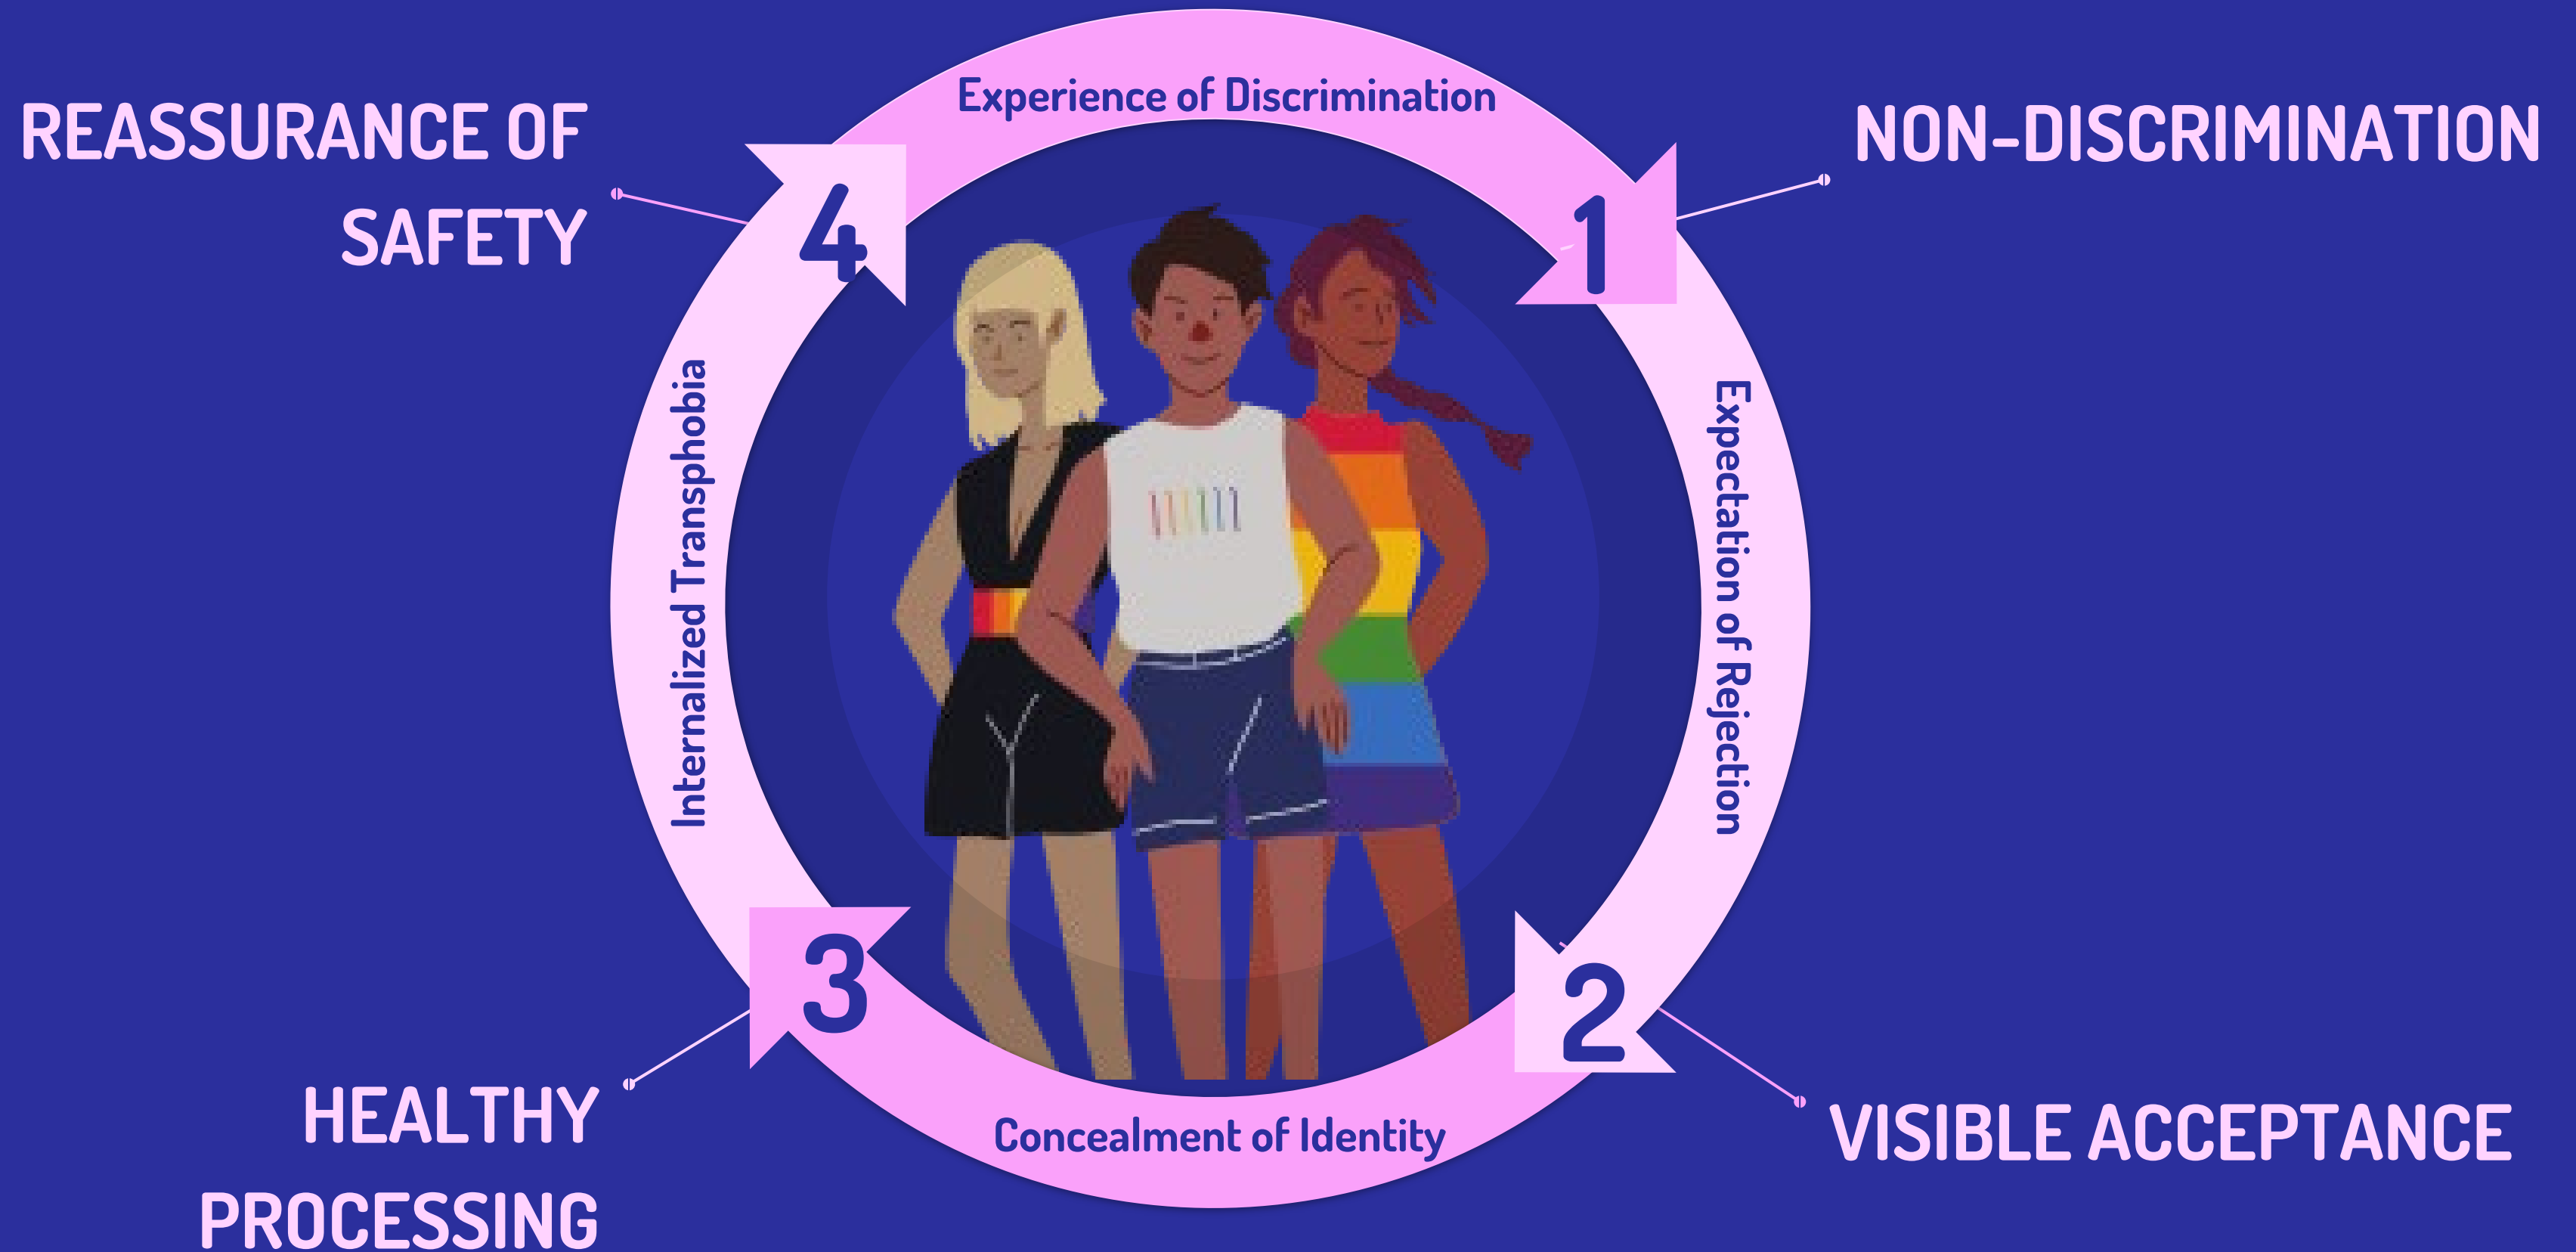 Experience of Discrimination
REASSURANCE OF
SAFETY
4
1
NON-DISCRIMINATION
Internalized Transphobia
Expectation of Rejection
3
2
HEALTHY
PROCESSING
Concealment of Identity
VISIBLE ACCEPTANCE